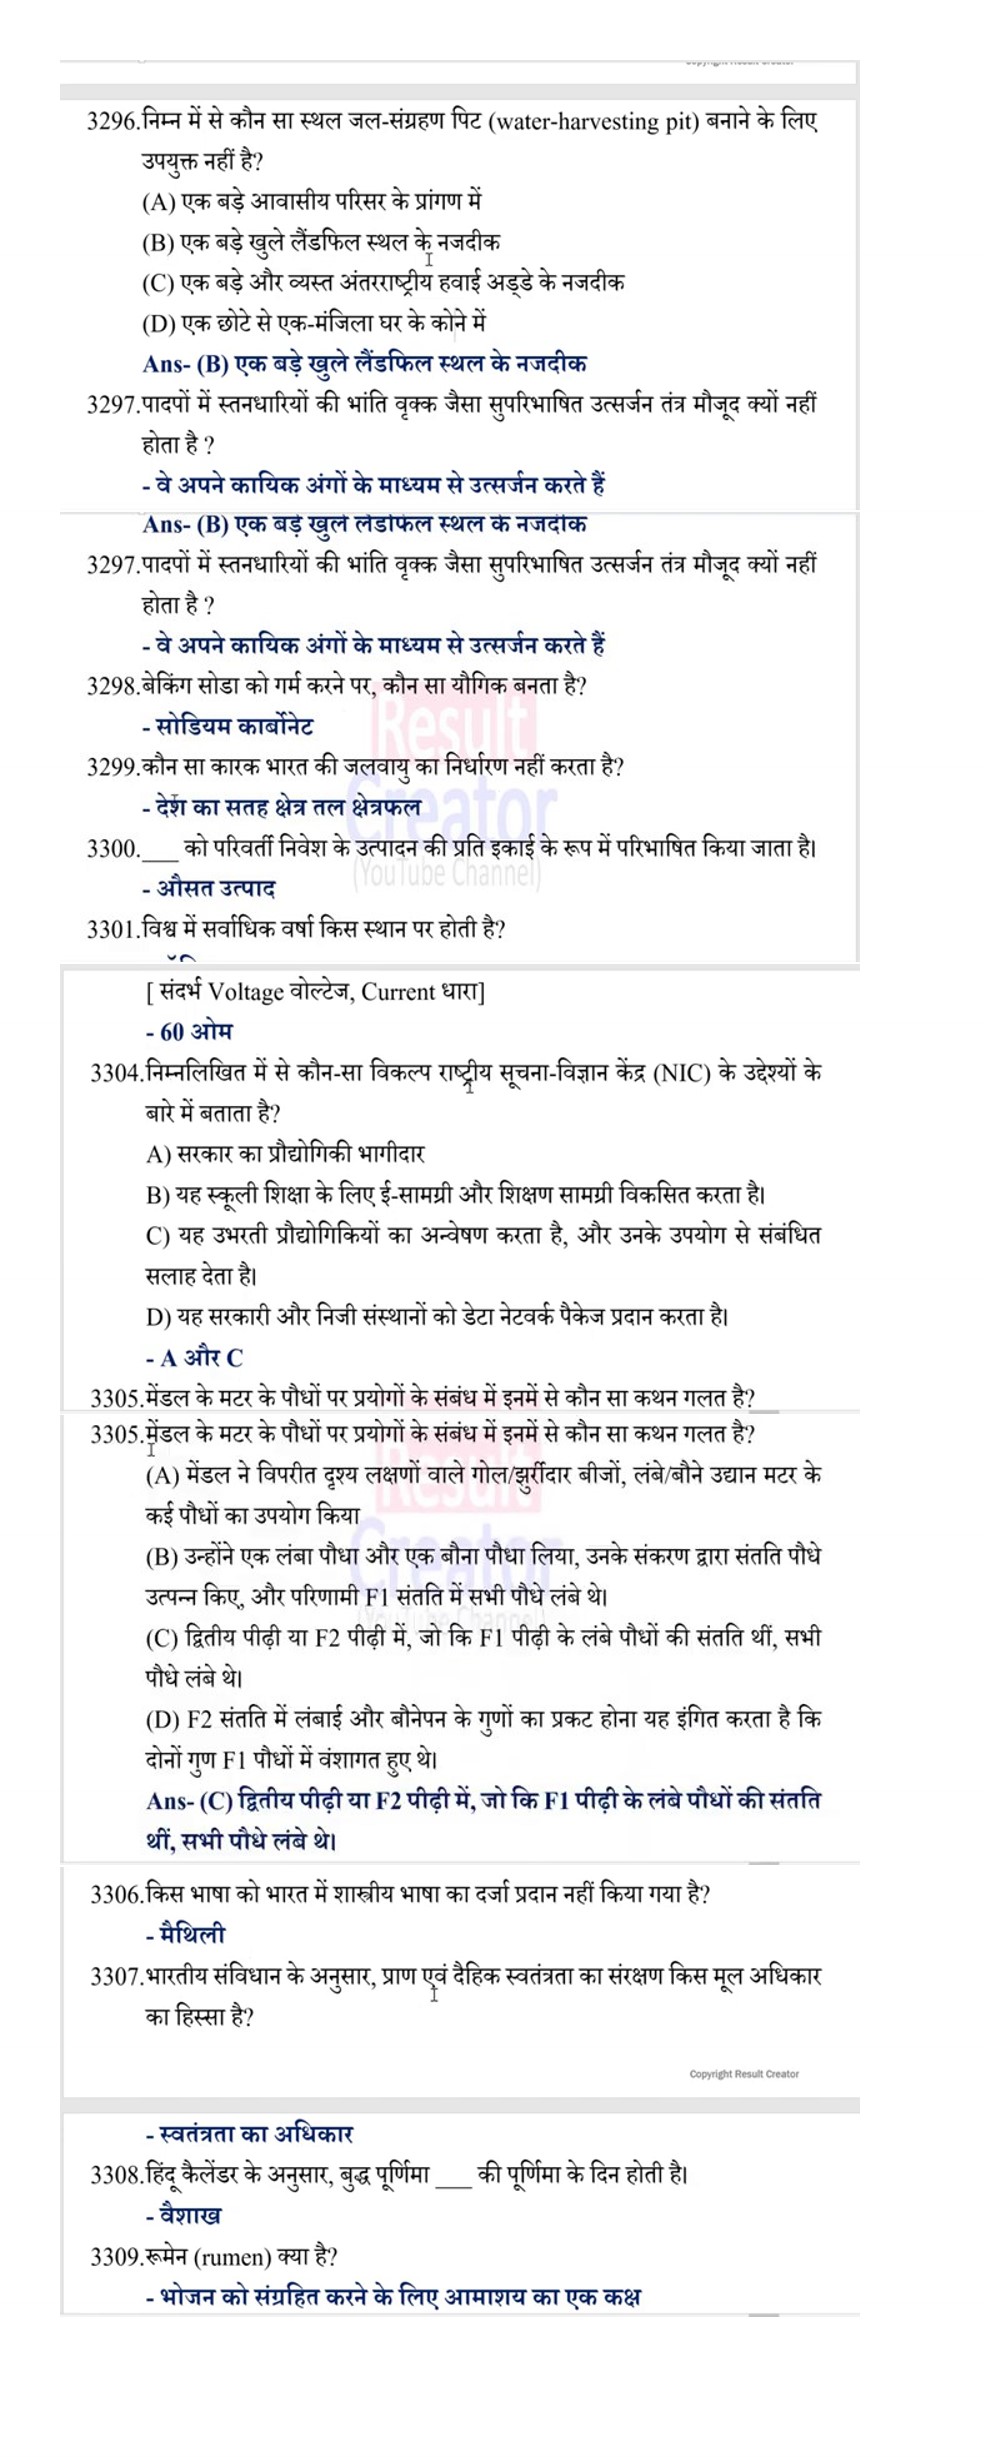 3296.निम्न में से कौन सा स्थल जल-संग्रहण पिट (water-harvesting pit) बनाने के लिए
उपयुक्त नहीं है?
(A) एक बड़े आवासीय परिसर के प्रांगण में
(B) एक बड़े खुले लैंडफिल स्थल के नजदीक
(C) एक बड़े और व्यस्त अंतरराष्ट्रीय हवाई अड्डे के नजदीक
(D) एक छोटे से एक-मंजिला घर के कोने में
Ans- (B) एक बड़े खुले लैंडफिल स्थल के नजदीक
3297.पादपों में स्तनधारियों की भांति वृक्क जैसा सुपरिभाषित उत्सर्जन तंत्र मौजूद क्यों नहीं
होता है ?
- वे अपने कायिक अंगों के माध्यम से उत्सर्जन करते हैं
Ans- (B) एक बड़े खुले लैंडफिल स्थल के नजदीक
3297.पादपों में स्तनधारियों की भांति वृक्क जैसा सुपरिभाषित उत्सर्जन तंत्र मौजूद क्यों नहीं
होता है ?
- वे अपने कायिक अंगों के माध्यम से उत्सर्जन करते हैं
3298.बेकिंग सोडा को गर्म करने पर, कौन सा यौगिक बनता है?
- सोडियम कार्बोनेट
Result
3299.कौन सा कारक भारत की जलवायु का निर्धारण नहीं करता है?
- देश का सतह क्षेत्र तल क्षेत्रफल
Creator
3300.____ को परिवर्ती निवेश के उत्पादन की प्रति इकाई के रूप में परिभाषित किया जाता है।
(YouTube Channel)
- औसत उत्पाद
3301.विश्व में सर्वाधिक वर्षा किस स्थान पर होती है?
[ संदर्भ Voltage वोल्टेज, Current धारा]
- 60 ओम
3304.निम्नलिखित में से कौन-सा विकल्प राष्ट्रीय सूचना-विज्ञान केंद्र (NIC) के उद्देश्यों के
बारे में बताता है?
A) सरकार का प्रौद्योगिकी भागीदार
B) यह स्कूली शिक्षा के लिए ई-सामग्री और शिक्षण सामग्री विकसित करता है।
C) यह उभरती प्रौद्योगिकियों का अन्वेषण करता है, और उनके उपयोग से संबंधित
सलाह देता है।
D) यह सरकारी और निजी संस्थानों को डेटा नेटवर्क पैकेज प्रदान करता है।
- A और C
3305.मेंडल के मटर के पौधों पर प्रयोगों के संबंध में इनमें से कौन सा कथन गलत है?
3305.मेंडल के मटर के पौधों पर प्रयोगों के संबंध में इनमें से कौन सा कथन गलत है?
(A) मेंडल ने विपरीत दृश्य लक्षणों वाले गोल/झुर्रीदार बीजों, लंबे/बौने उद्यान मटर के
कई पौधों का उपयोग किया
Result
(B) उन्होंने एक लंबा पौधा और एक बौना पौधा लिया, उनके संकरण द्वारा संतति पौधे
Creator
उत्पन्न किए, और परिणामी F1 संतति में सभी पौधे लंबे थे।
(YouTube Channel)
(C) द्वितीय पीढ़ी या F2 पीढ़ी में, जो कि F1 पीढ़ी के लंबे पौधों की संतति थीं, सभी
पौधे लंबे थे।
(D) F2 संतति में लंबाई और बौनेपन के गुणों का प्रकट होना यह इंगित करता है कि
दोनों गुण F1 पौधों में वंशागत हुए थे।
Ans- (C) द्वितीय पीढ़ी या F2 पीढ़ी में, जो कि F1 पीढ़ी के लंबे पौधों की संतति
थीं, सभी पौधे लंबे थे।
3306.किस भाषा को भारत में शास्त्रीय भाषा का दर्जा प्रदान नहीं किया गया है?
- मैथिली
3307.भारतीय संविधान के अनुसार, प्राण एवं दैहिक स्वतंत्रता का संरक्षण किस मूल अधिकार
का हिस्सा है?
Copyright Result Creator
- स्वतंत्रता का अधिकार
3308.हिंदू कैलेंडर के अनुसार, बुद्ध पूर्णिमा ____ की पूर्णिमा के दिन होती है।
- वैशाख
3309.रूमेन (rumen) क्या है?
- भोजन को संग्रहित करने के लिए आमाशय का एक कक्ष